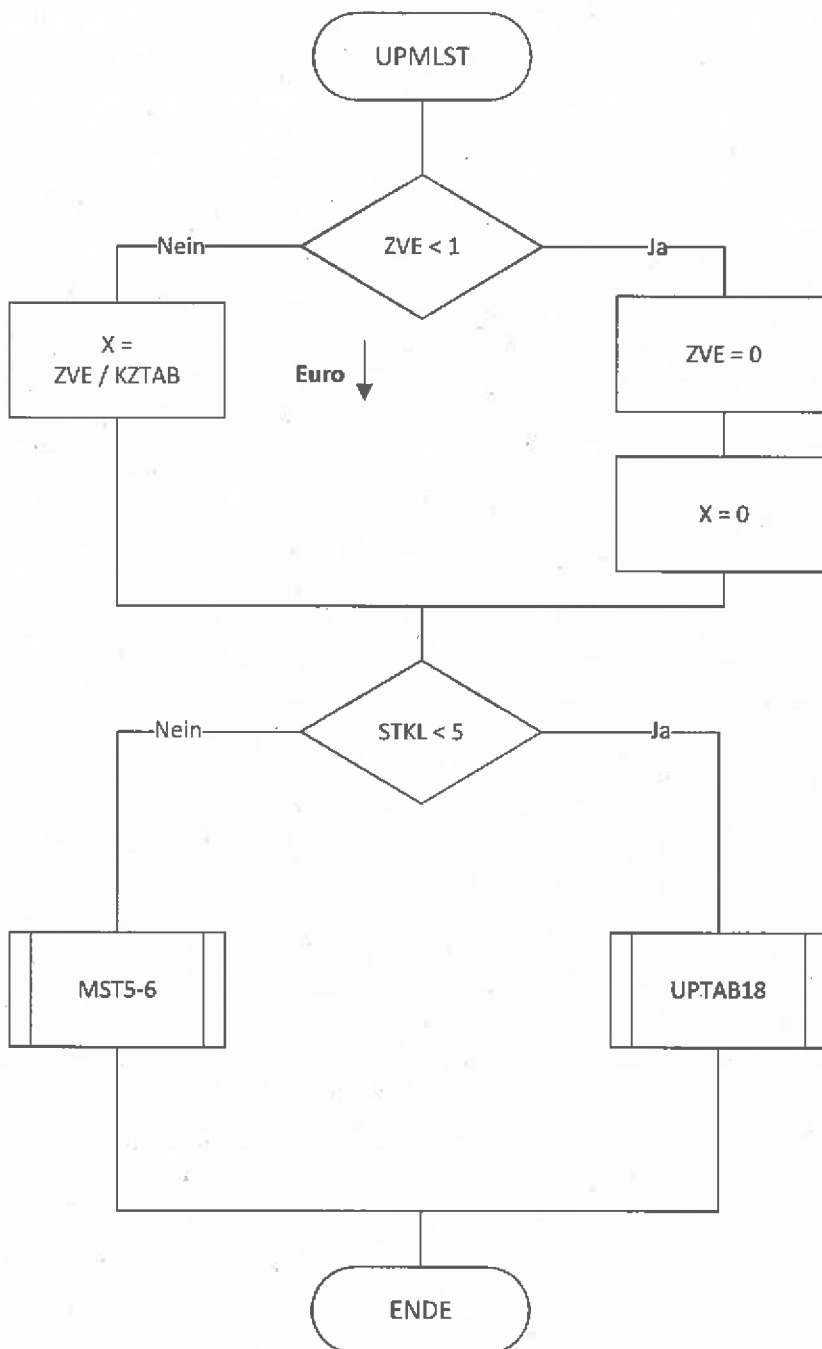 UPMLST
ZVE < 1
Nein
Ja
X =
ZVE / KZTAB
Euro
ZVE = 0
X = 0
STKL < 5
Nein
Ja
MST5-6
UPTAB18
ENDE